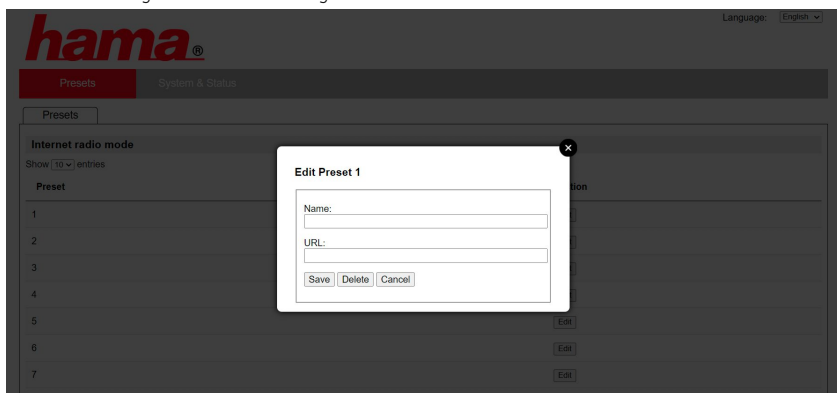 Language: English
hama®
Presets System & Status
Presets
Internet radio mode
Show 10 entries
Edit Preset 1
Preset
Name:
1
URL:
2
3
Save Delete Cancel
4
5 Edit
6 Edit
7 Edit